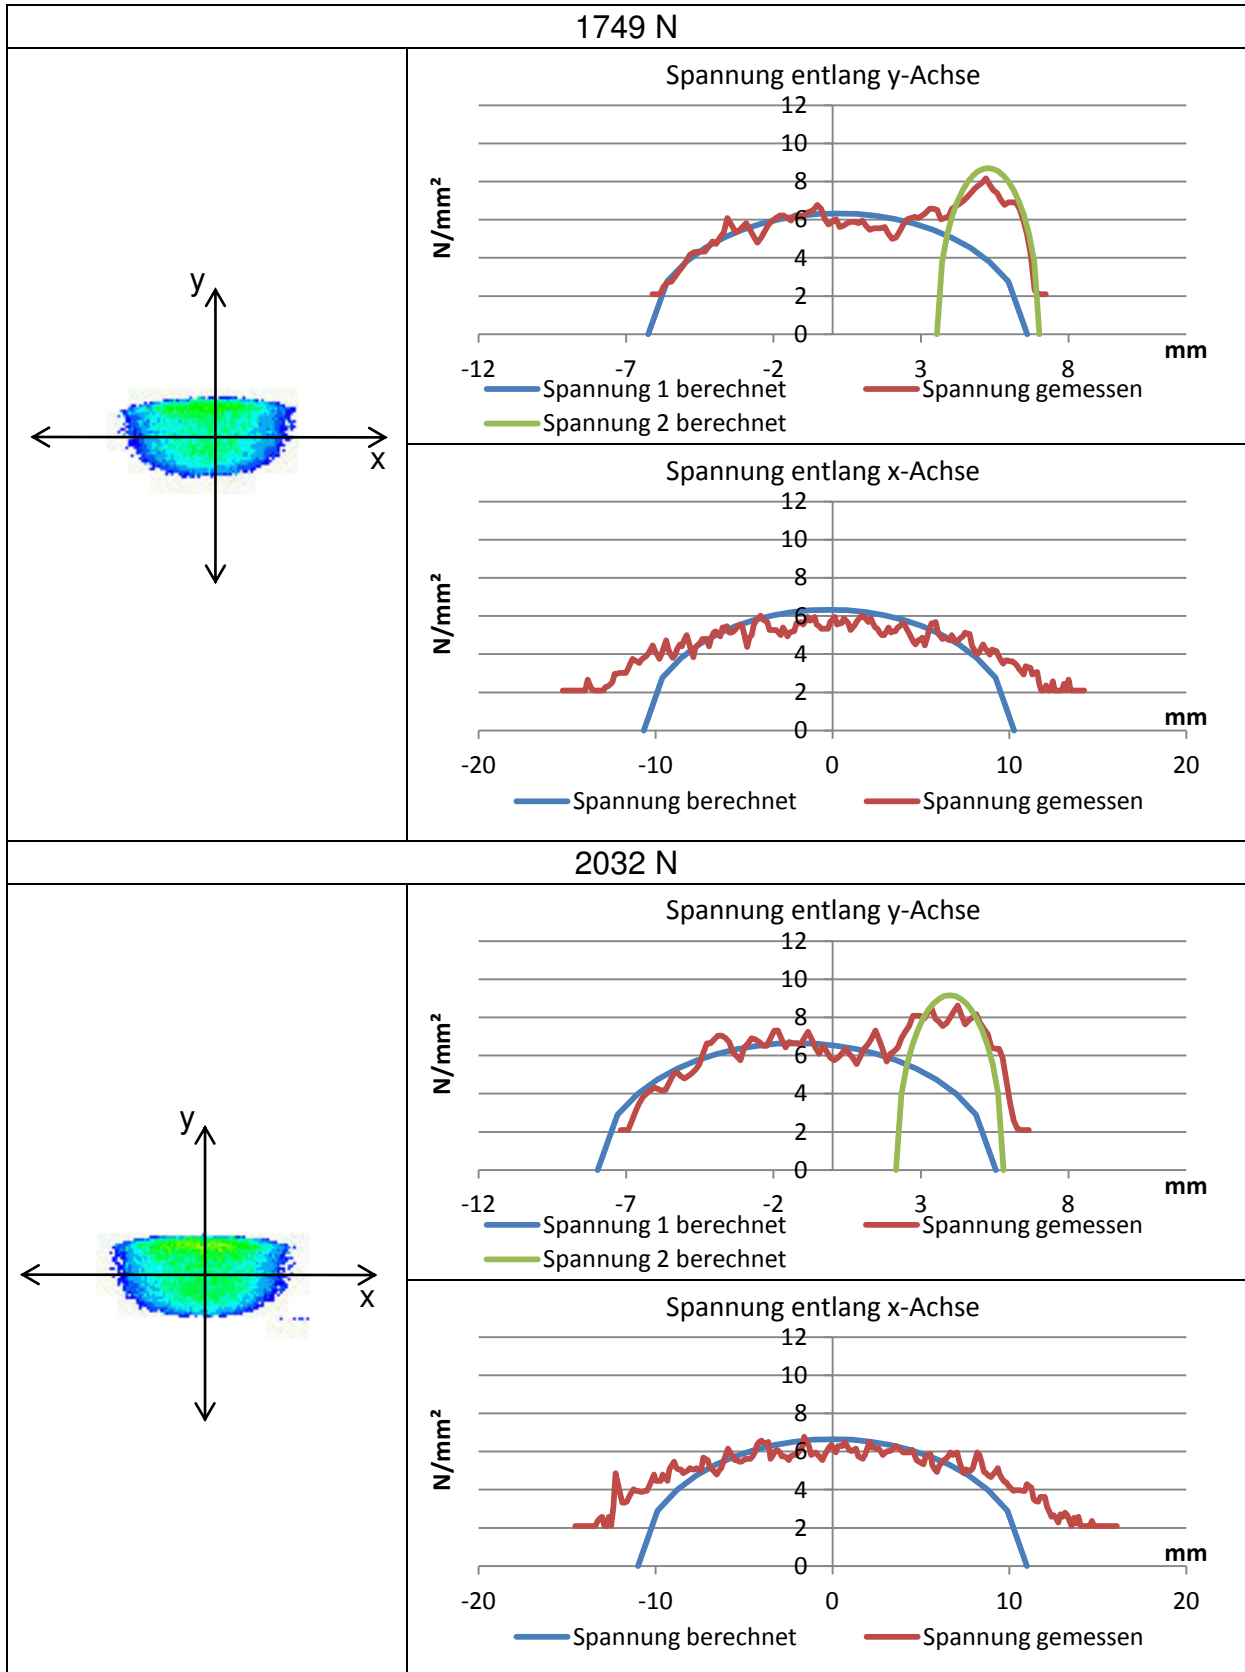 1749 N
y
x
Spannung entlang y-Achse
12
10
8
6
4
2
0
N/mm²
-12 -7 -2 3 8
mm
Spannung 1 berechnet Spannung gemessen
Spannung 2 berechnet
Spannung entlang x-Achse
12
10
8
6
4
2
0
N/mm²
-20 -10 0 10 20
mm
Spannung berechnet Spannung gemessen
2032 N
y
x
Spannung entlang y-Achse
12
10
8
6
4
2
0
N/mm²
-12 -7 -2 3 8
mm
Spannung 1 berechnet Spannung gemessen
Spannung 2 berechnet
Spannung entlang x-Achse
12
10
8
6
4
2
0
N/mm²
-20 -10 0 10 20
mm
Spannung berechnet Spannung gemessen